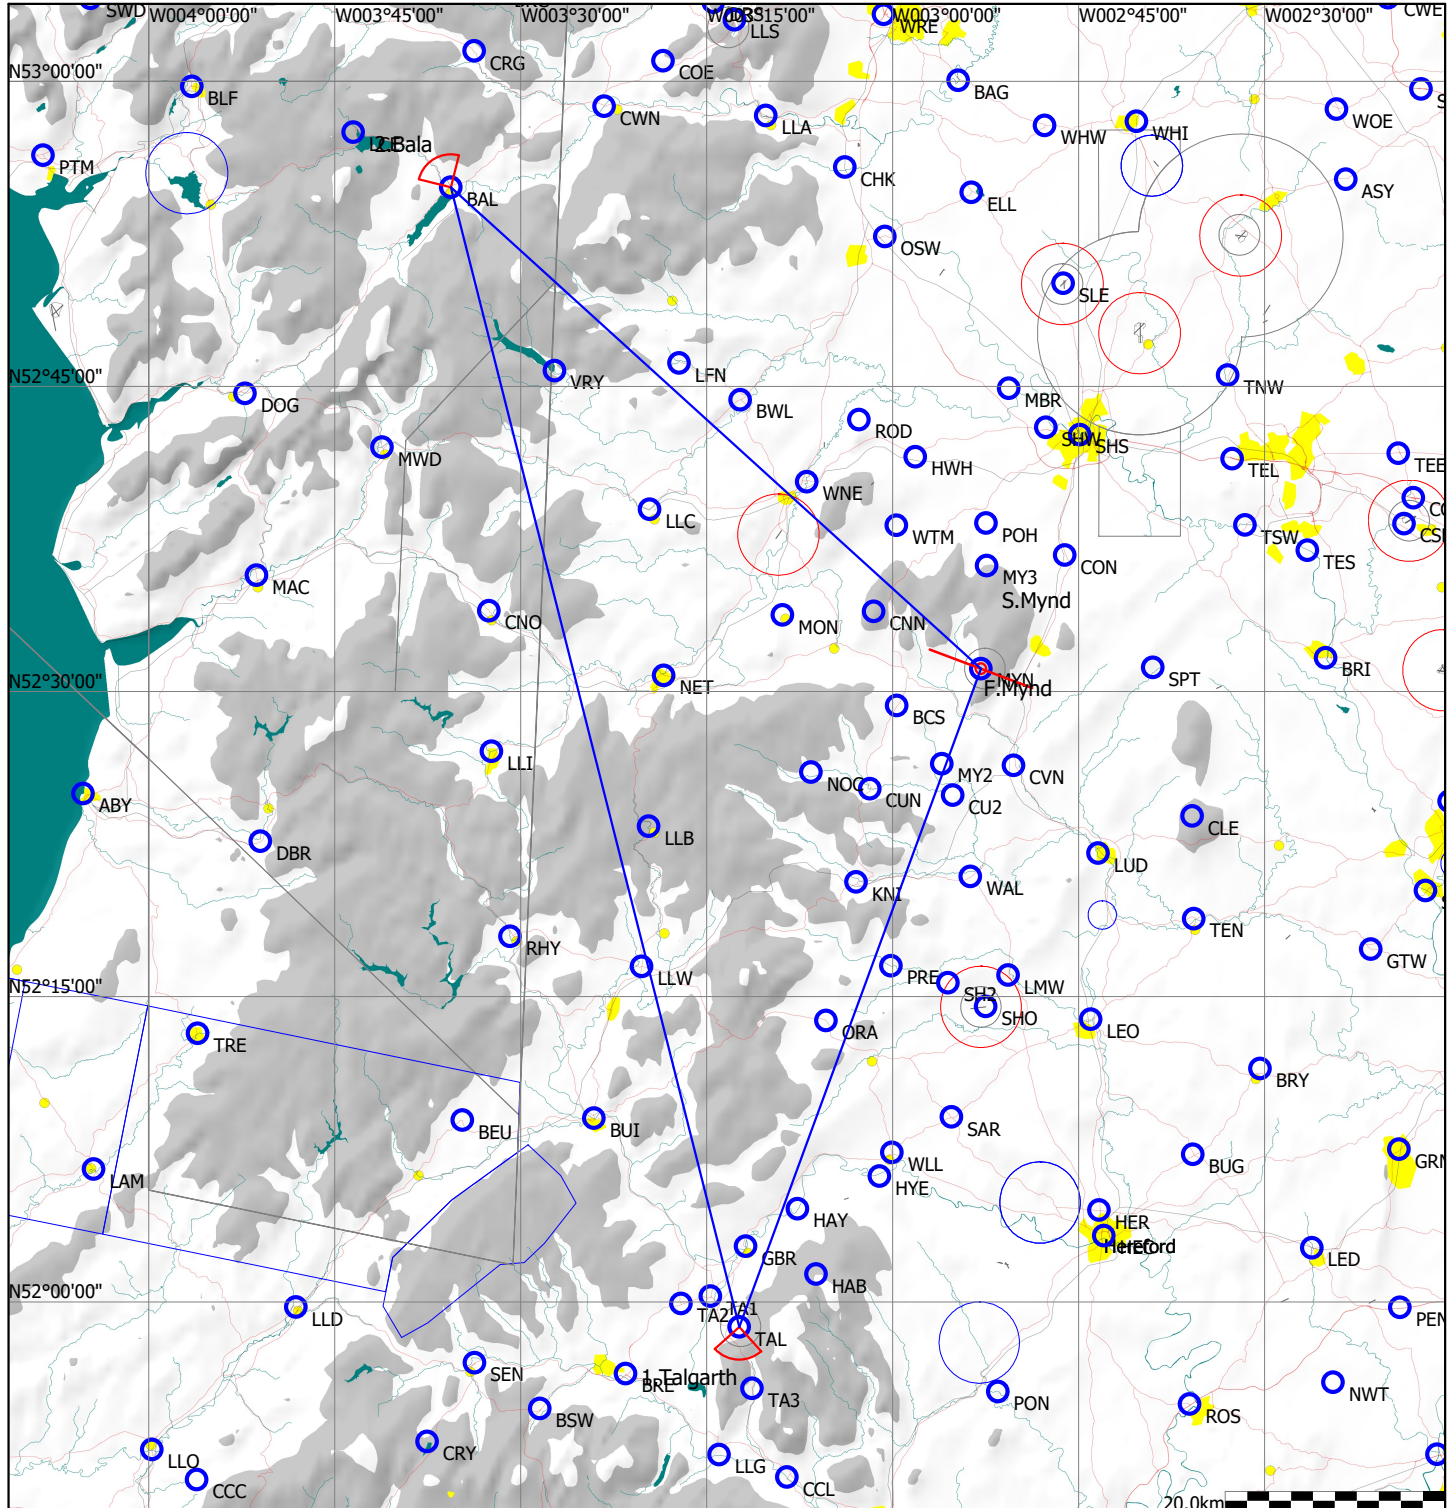 SWD
W004°00'00"
W003°45'00"
W003°30'00"
W003°15'00"
W003°00'00"
W002°45'00"
W002°30'00"
CWE
LLS
WRE
CRG
COE
N53°00'00"
BLF
BAG
CWN
LLA
WHW
WHI
WOE
2.Bala
PTM
CHK
BAL
ELL
ASY
OSW
SLE
N52°45'00"
VRY
LFN
DOG
BWL
MBR
TNW
ROD
MWD
SHW
SHS
HWH
TEL
TEE
WNE
LLC
WTM
POH
TSW
CON
TES
MAC
MY3
S.Mynd
CNO
MON
CNN
N52°30'00"
NET
MYN
F.Mynd
SPT
BRI
BCS
LLI
NOC
MY2
CVN
ABY
CUN
CU2
CLE
DBR
LLB
LUD
KNI
WAL
RHY
TEN
GTW
LLW
PRE
N52°15'00"
SH2
LMW
SHO
TRE
ORA
LEO
BRY
BEU
BUI
SAR
LAM
WLL
BUG
GRN
HYE
HAY
HER
GBR
Hereford
LED
HAB
N52°00'00"
LLD
TA2
TA1
TAL
PEN
SEN
BRE
1.Talgarth
TA3
PON
NWT
BSW
ROS
CRY
LLO
LLG
CCC
CCL
20.0km